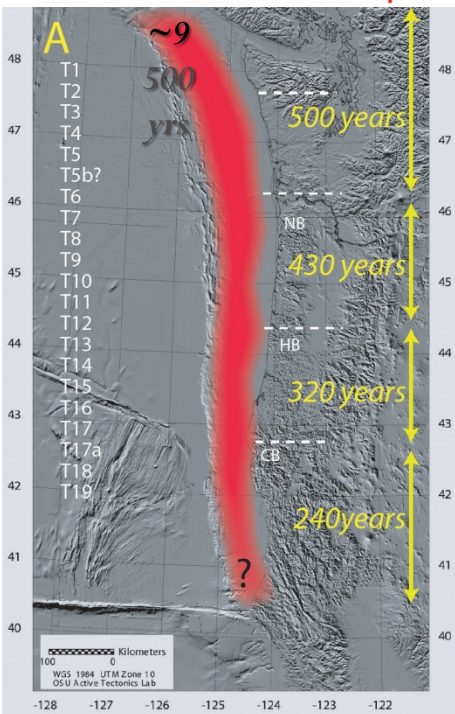 A
~9
500
yrs
T1
T2
T3
T4
T5
T5b?
T6
T7
T8
T9
T10
T11
T12
T13
T14
T15
T16
T17
T17a
T18
T19
500 years
430 years
320 years
240years
NB
HB
CB
?
48
47
46
45
44
43
42
41
40
48
47
46
45
44
43
42
41
40
Kilometers
100 0
WGS 1984 UTM Zone 10
OSU Active Tectonics Lab
-128 -127 -126 -125 -124 -123 -122